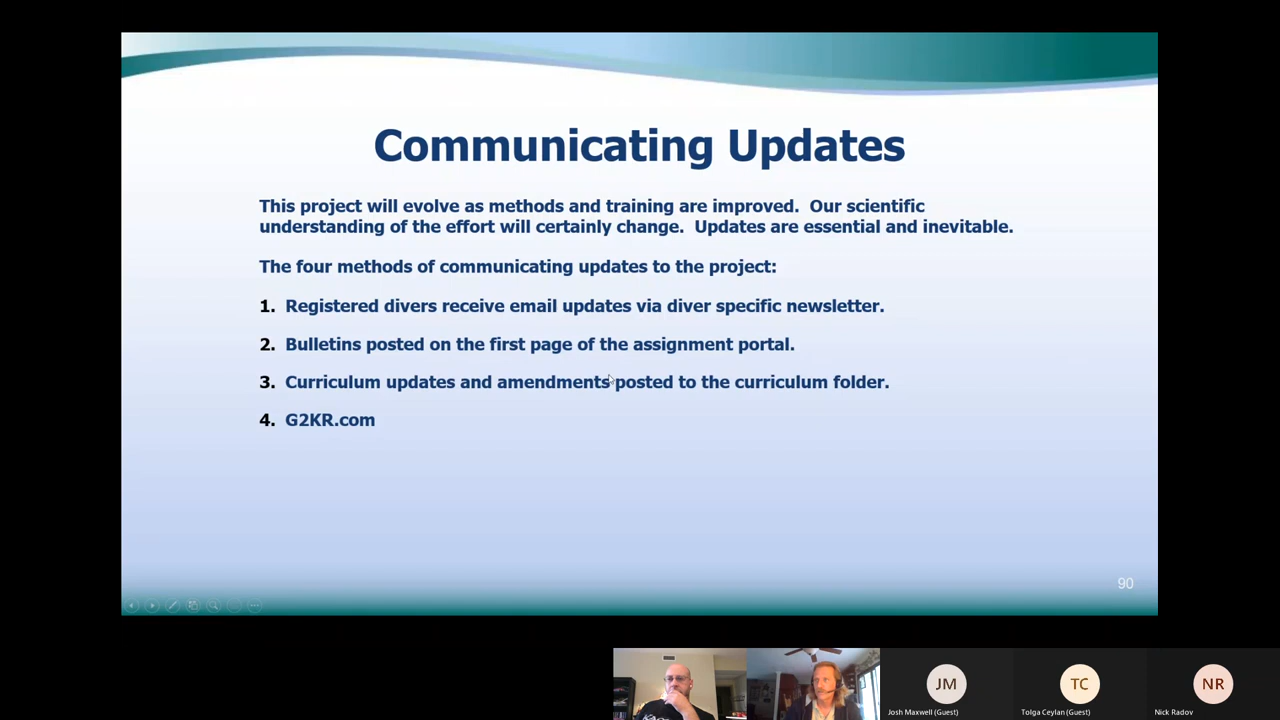 Communicating Updates
This project will evolve as methods and training are improved.  Our scientific
understanding of the effort will certainly change.  Updates are essential and inevitable.
The four methods of communicating updates to the project:
1. Registered divers receive email updates via diver specific newsletter.
2. Bulletins posted on the first page of the assignment portal.
3. Curriculum updates and amendments posted to the curriculum folder.
4. G2KR.com
90
JM
TC
NR
Josh Maxwell (Guest)
Tolga Ceylan (Guest)
Nick Radov